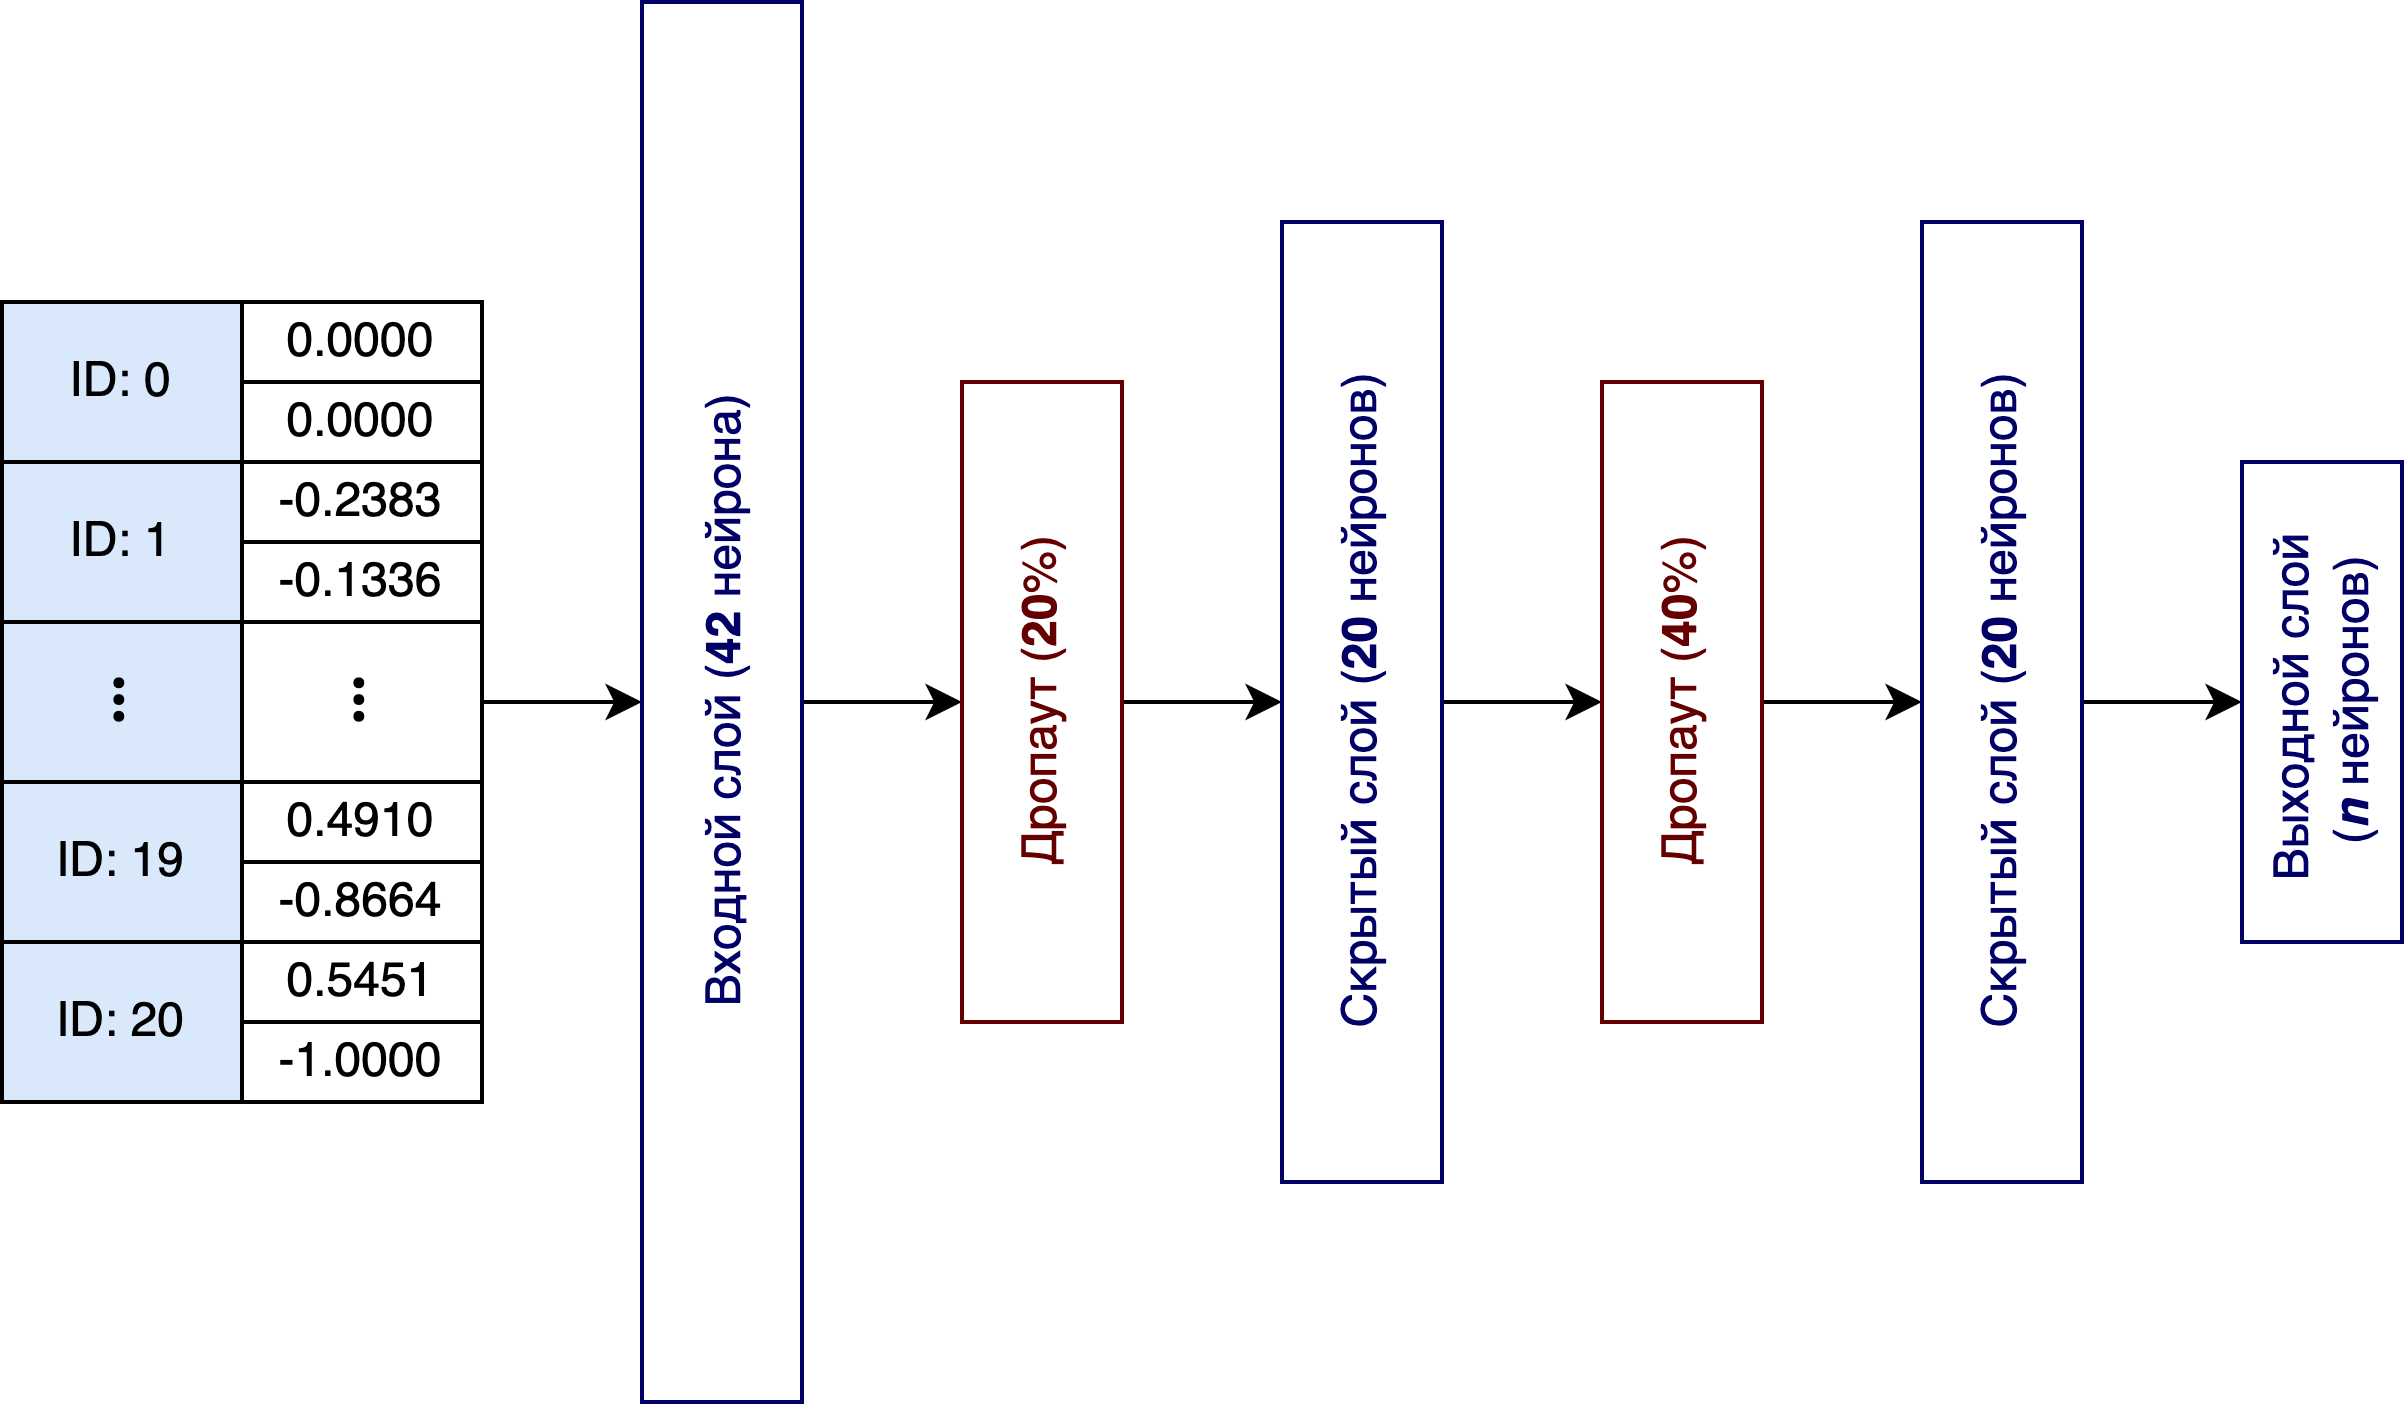 ID: 0
0.0000
0.0000
ID: 1
-0.2383
-0.1336
ID: 19
0.4910
-0.8664
ID: 20
0.5451
-1.0000
Входной слой (42 нейрона)
Дропаут (20%)
Скрытый слой (20 нейронов)
Дропаут (40%)
Скрытый слой (20 нейронов)
Выходной слой
(n нейронов)